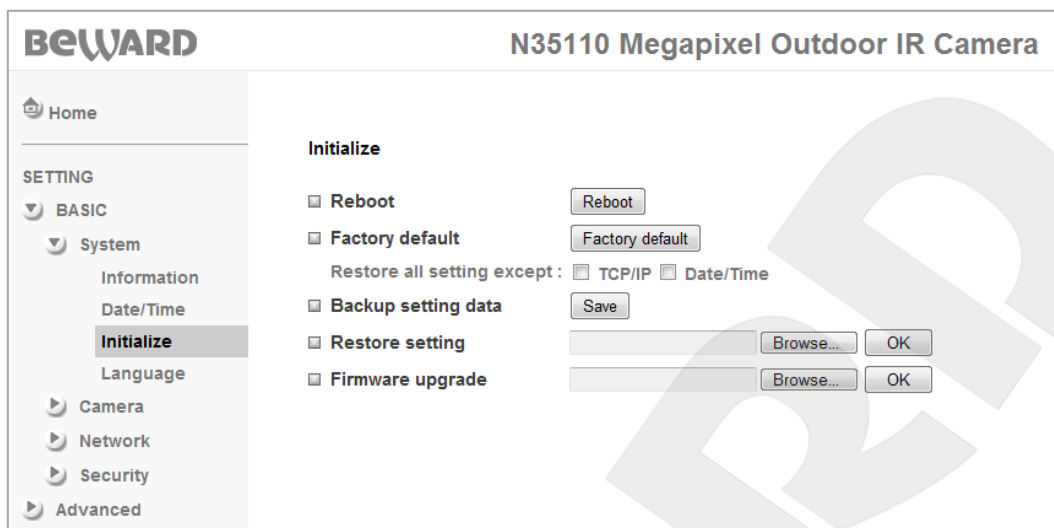 BEWARD
N35110 Megapixel Outdoor IR Camera
Home
SETTING
BASIC
System
Information
Date/Time
Initialize
Language
Camera
Network
Security
Advanced
Initialize
Reboot Reboot
Factory default Factory default
Restore all setting except : TCP/IP Date/Time
Backup setting data Save
Restore setting Browse... OK
Firmware upgrade Browse... OK